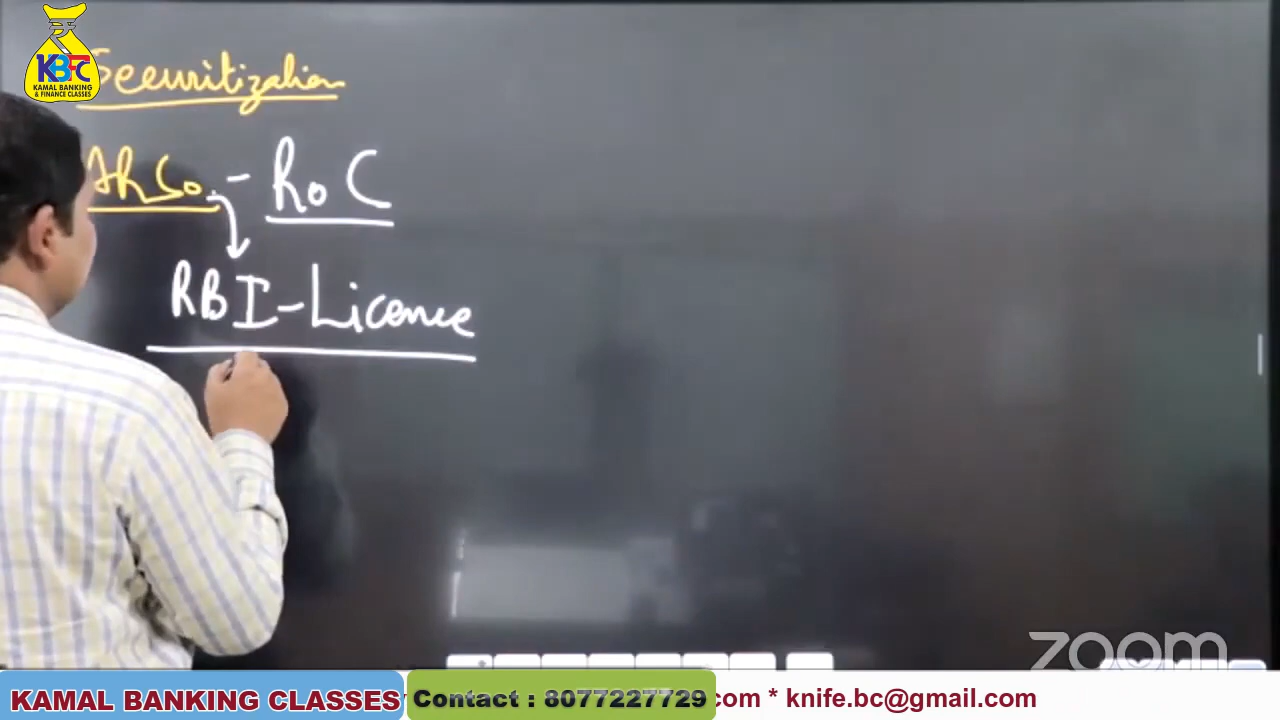 KBFC
KAMAL BANKING
& FINANCE CLASSES
Securitization
ARCo. - RoC
RBI-Licence
zoom
KAMAL BANKING CLASSES
Contact : 8077227729
com * knife.bc@gmail.com